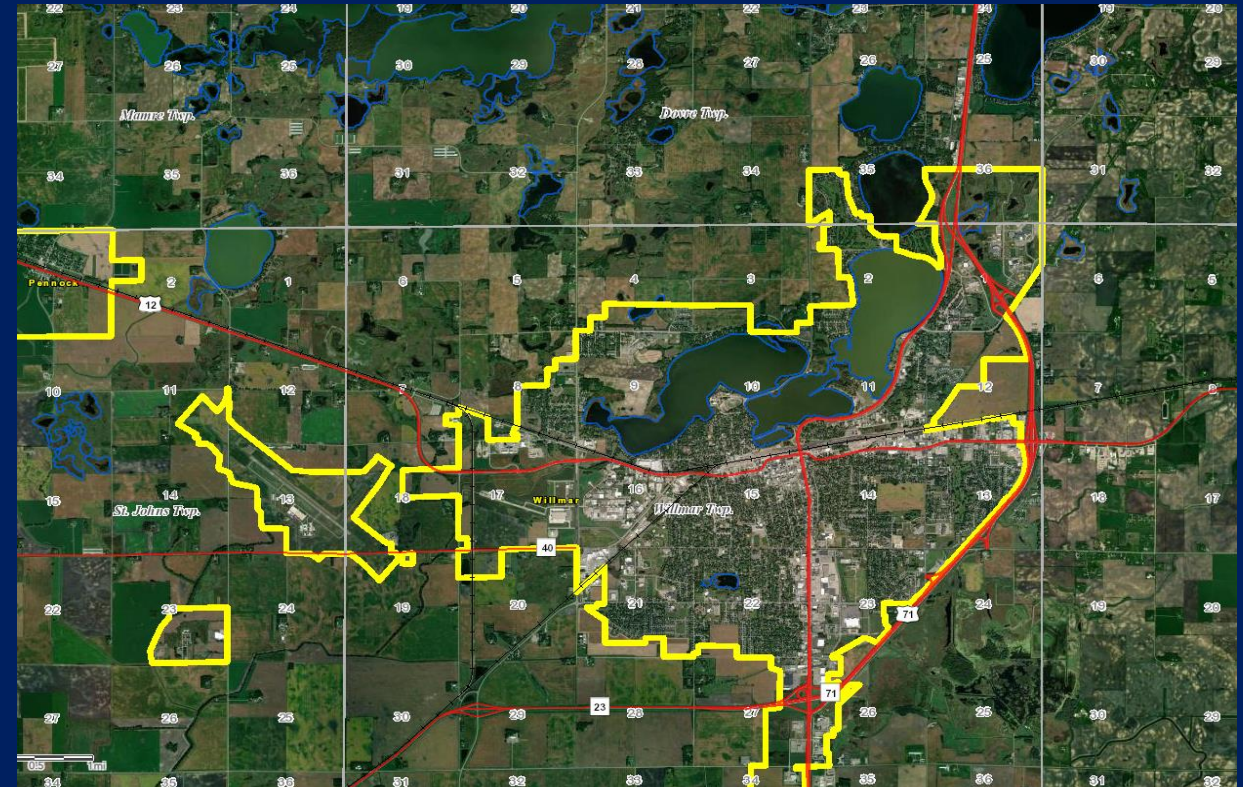 22 23 24 19 20 21 22 23 24 19 20
27 26 25 30 29 28 27 26 25 30 29
Mamre Twp.
Dovre Twp.
34 35 36 31 32 33 34 35 36 31 32
2 1 6 5 4 3 2 1 6 5
Pennock
12
10 11 12 7 8 9 10 11 12 7 8
15 14 13 18 17 16 15 14 13 18 17
Willmar
St. Johns Twp.
Willmar Twp.
40
22 23 24 19 20 21 22 23 24 19 20
71
71
23
27 26 25 30 29 28 27 26 25 30 29
0.5 1mi
34 35 36 31 32 33 34 35 36 31 32